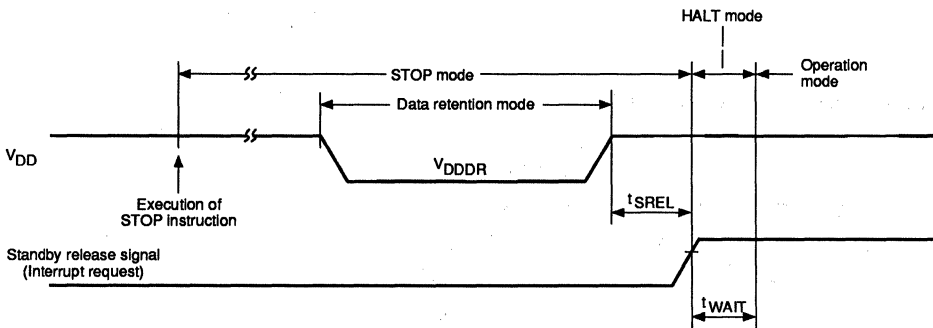 HALT mode
STOP mode
Operation
mode
Data retention mode
VDD
VDDDR
tSREL
Execution of
STOP instruction
Standby release signal
(Interrupt request)
tWAIT